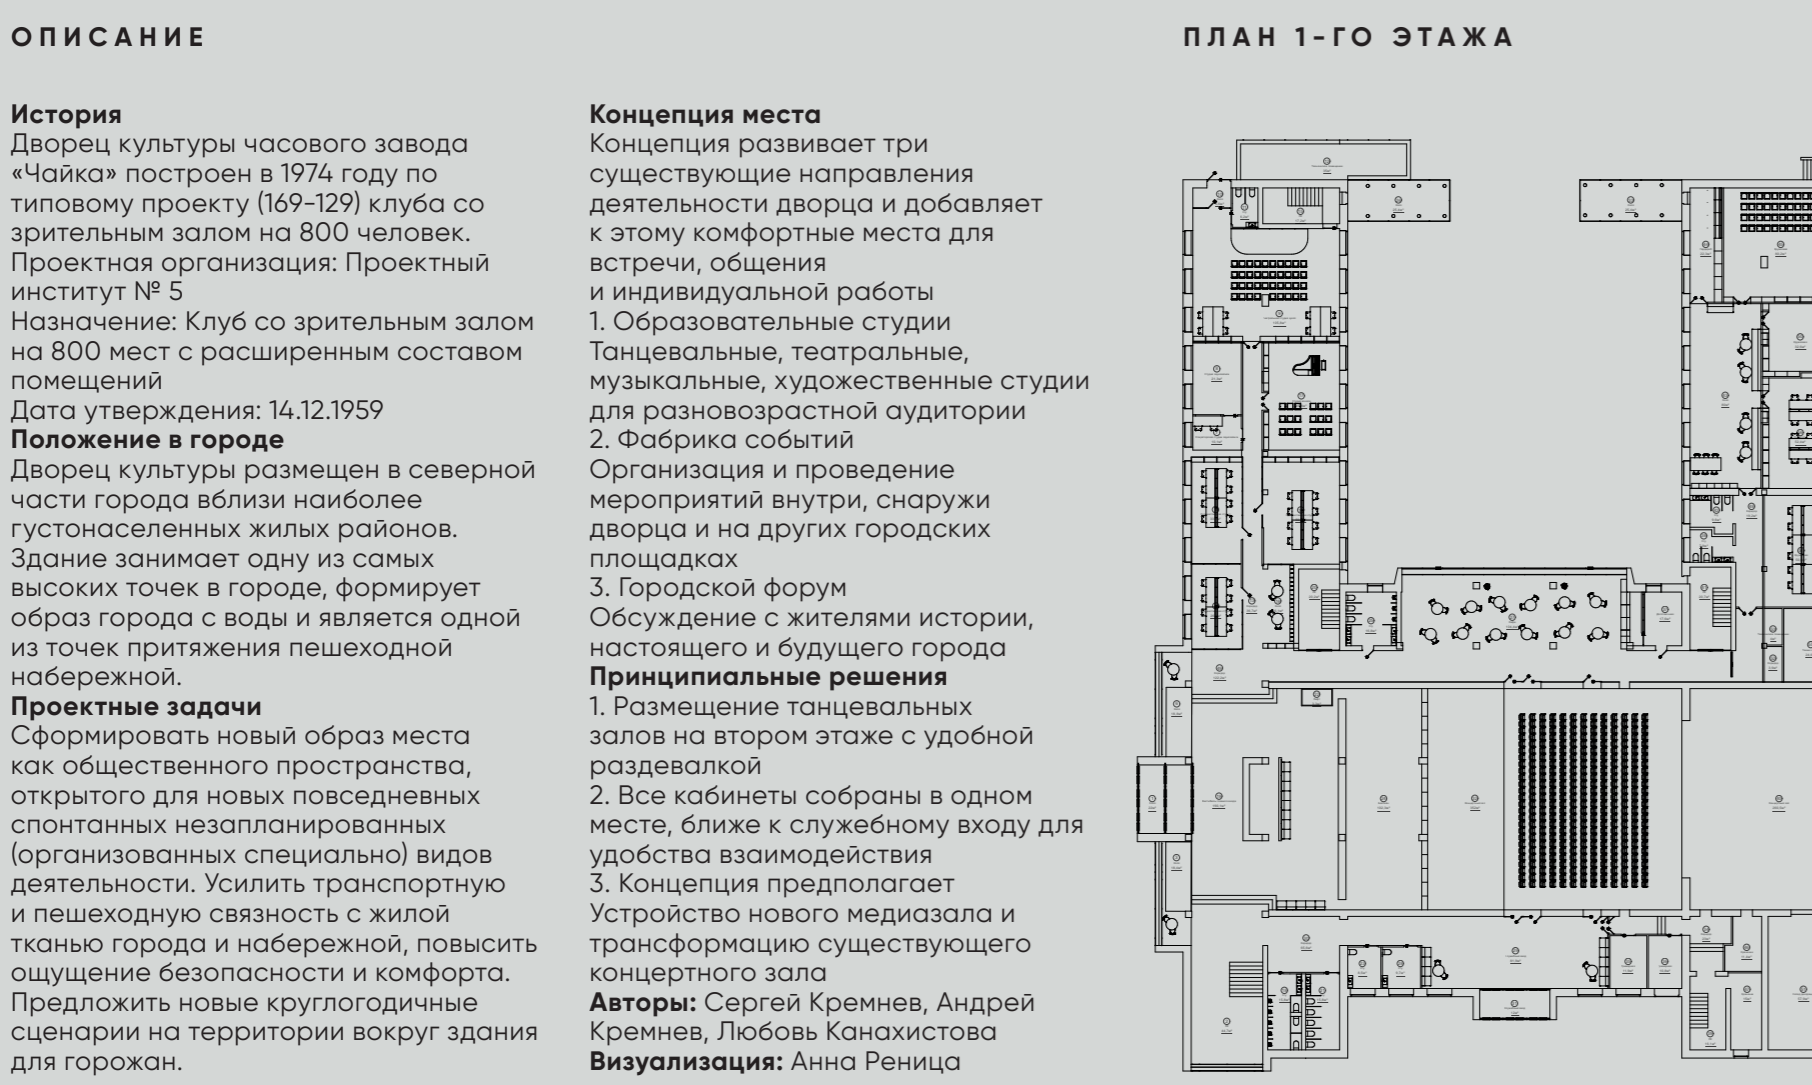 ОПИСАНИЕ
История
Дворец культуры часового завода
«Чайка» построен в 1974 году по
типовому проекту (169-129) клуба со
зрительным залом на 800 человек.
Проектная организация: Проектный
институт № 5
Назначение: Клуб со зрительным залом
на 800 мест с расширенным составом
помещений
Дата утверждения: 14.12.1959
Положение в городе
Дворец культуры размещен в северной
части города вблизи наиболее
густонаселенных жилых районов.
Здание занимает одну из самых
высоких точек в городе, формирует
образ города с воды и является одной
из точек притяжения пешеходной
набережной.
Проектные задачи
Сформировать новый образ места
как общественного пространства,
открытого для новых повседневных
спонтанных незапланированных
(организованных специально) видов
деятельности. Усилить транспортную
и пешеходную связность с жилой
тканью города и набережной, повысить
ощущение безопасности и комфорта.
Предложить новые круглогодичные
сценарии на территории вокруг здания
для горожан.
Концепция места
Концепция развивает три
существующие направления
деятельности дворца и добавляет
к этому комфортные места для
встречи, общения
и индивидуальной работы
1. Образовательные студии
Танцевальные, театральные,
музыкальные, художественные студии
для разновозрастной аудитории
2. Фабрика событий
Организация и проведение
мероприятий внутри, снаружи
дворца и на других городских
площадках
3. Городской форум
Обсуждение с жителями истории,
настоящего и будущего города
Принципиальные решения
1. Размещение танцевальных
залов на втором этаже с удобной
раздевалкой
2. Все кабинеты собраны в одном
месте, ближе к служебному входу для
удобства взаимодействия
3. Концепция предполагает
Устройство нового медиазала и
трансформацию существующего
концертного зала
Авторы: Сергей Кремнев, Андрей
Кремнев, Любовь Канахистова
Визуализация: Анна Реница
ПЛАН 1-ГО ЭТАЖА